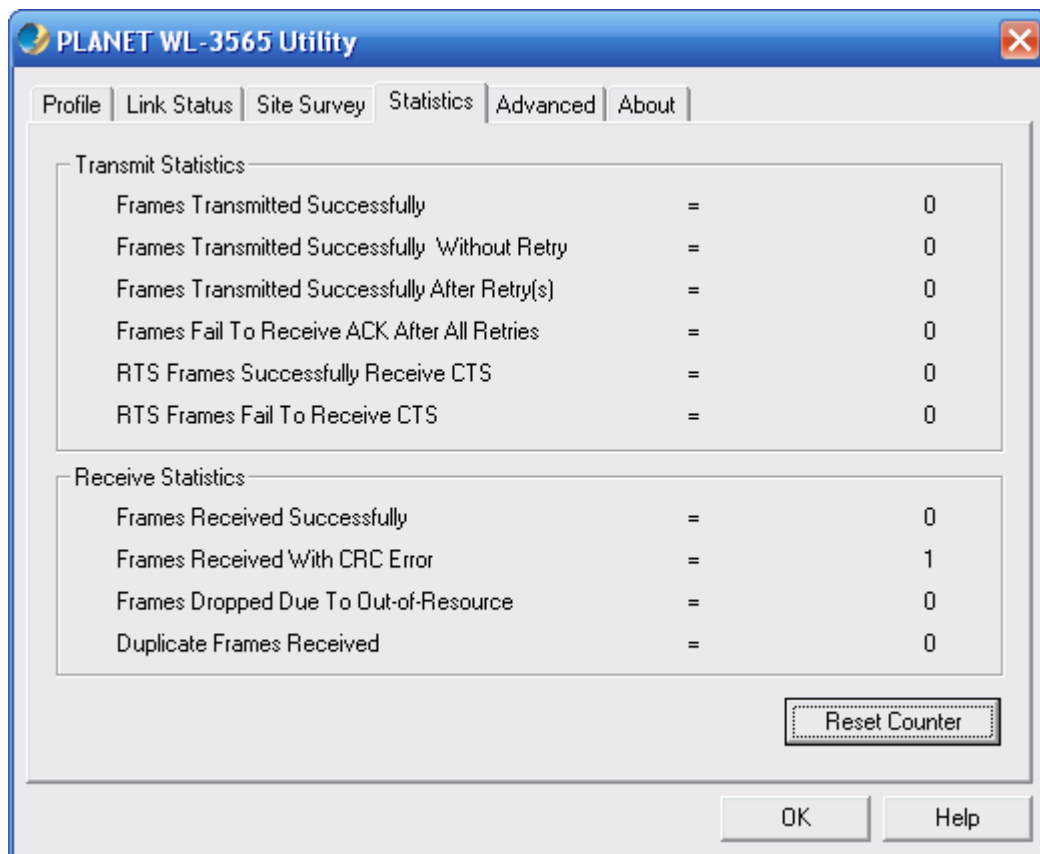 PLANET WL-3565 Utility
Profile Link Status Site Survey Statistics Advanced About
Transmit Statistics
Frames Transmitted Successfully = 0
Frames Transmitted Successfully  Without Retry = 0
Frames Transmitted Successfully After Retry(s) = 0
Frames Fail To Receive ACK After All Retries = 0
RTS Frames Successfully Receive CTS = 0
RTS Frames Fail To Receive CTS = 0
Receive Statistics
Frames Received Successfully = 0
Frames Received With CRC Error = 1
Frames Dropped Due To Out-of-Resource = 0
Duplicate Frames Received = 0
Reset Counter
OK Help